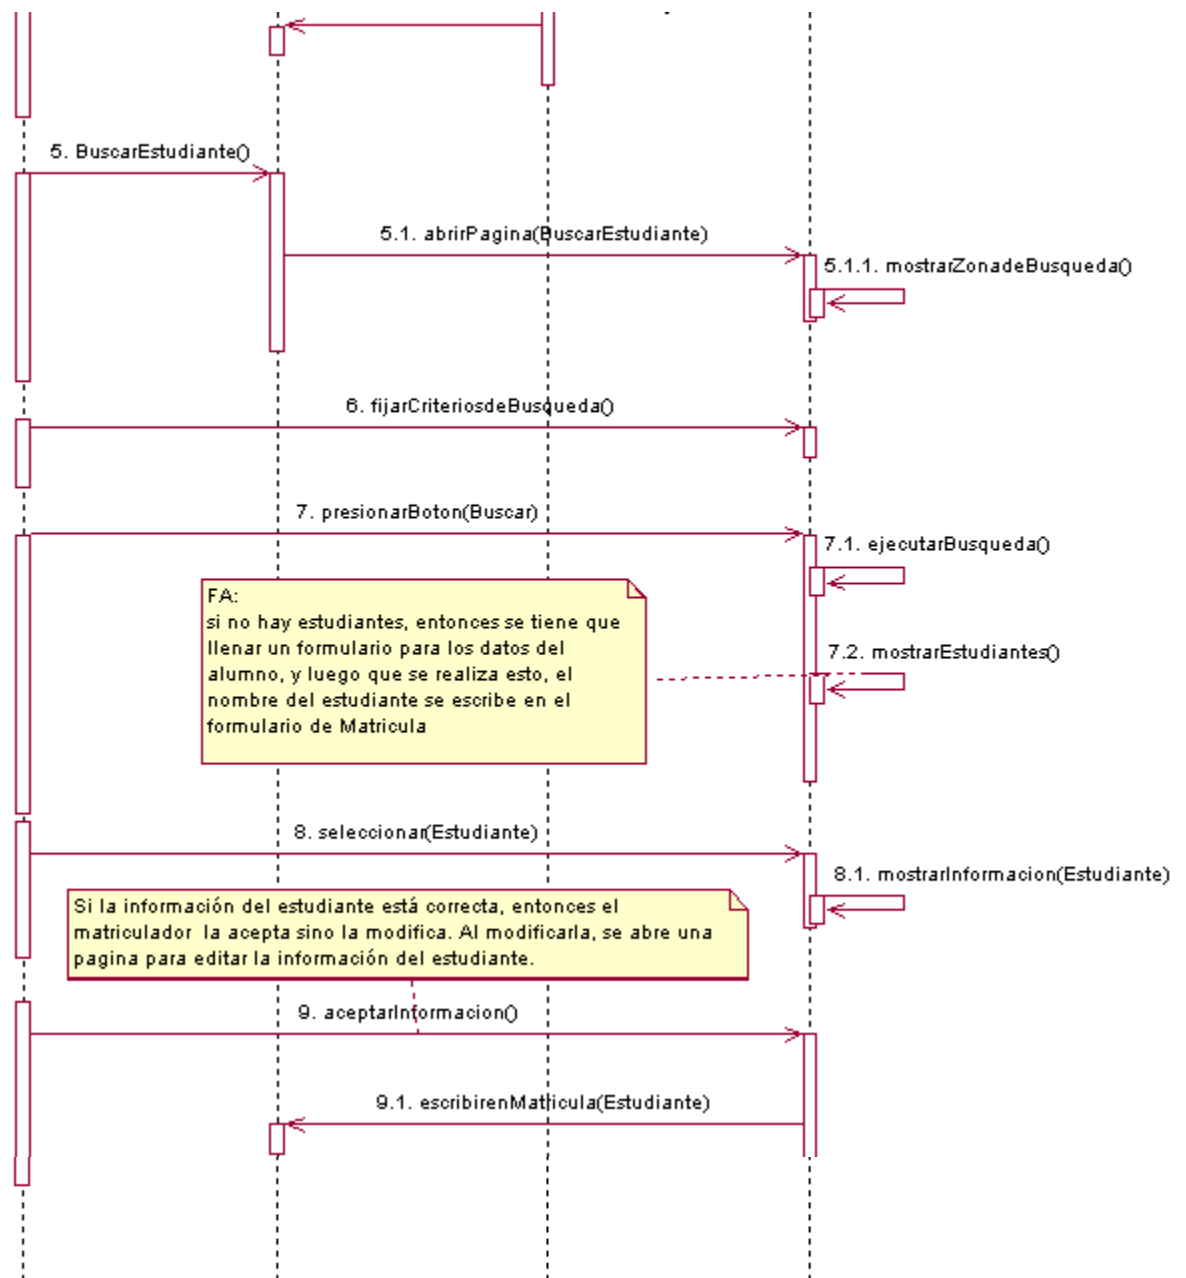 5. BuscarEstudiante()
5.1. abrirPagina(BuscarEstudiante)
5.1.1. mostrarZonadeBusqueda()
6. fijarCriteriosdeBusqueda()
7. presionarBoton(Buscar)
7.1. ejecutarBusqueda()
FA:
si no hay estudiantes, entonces se tiene que
llenar un formulario para los datos del
alumno, y luego que se realiza esto, el
nombre del estudiante se escribe en el
formulario de Matricula
7.2. mostrarEstudiantes()
8. seleccionar(Estudiante)
8.1. mostrarInformacion(Estudiante)
Si la información del estudiante está correcta, entonces el
matriculador la acepta sino la modifica. Al modificarla, se abre una
pagina para editar la información del estudiante.
9. aceptarInformacion()
9.1. escribirenMatricula(Estudiante)